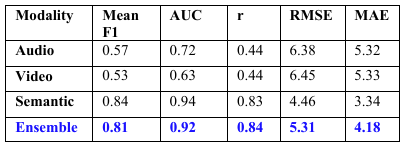 Modality Mean F1 AUC r RMSE MAE
Audio 0.57 0.72 0.44 6.38 5.32
Video 0.53 0.63 0.44 6.45 5.33
Semantic 0.84 0.94 0.83 4.46 3.34
Ensemble 0.81 0.92 0.84 5.31 4.18